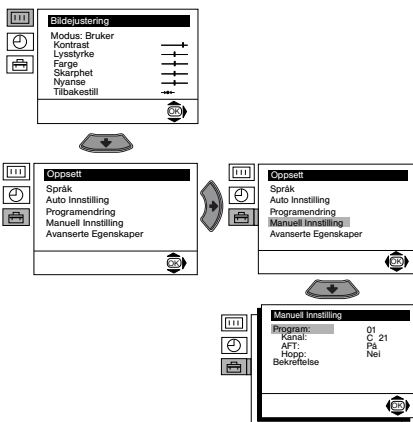 Bildejustering
Modus: Bruker
Kontrast
Lysstyrke
Farge
Skarphet
Nyanse
Tilbakestill
OK
Oppsett
Språk
Auto Innstilling
Programendring
Manuell Innstilling
Avanserte Egenskaper
OK
Oppsett
Språk
Auto Innstilling
Programendring
Manuell Innstilling
Avanserte Egenskaper
OK
Manuell Innstilling
Program: 01
Kanal: C 21
AFT: På
Hopp: Nei
Bekreftelse
OK